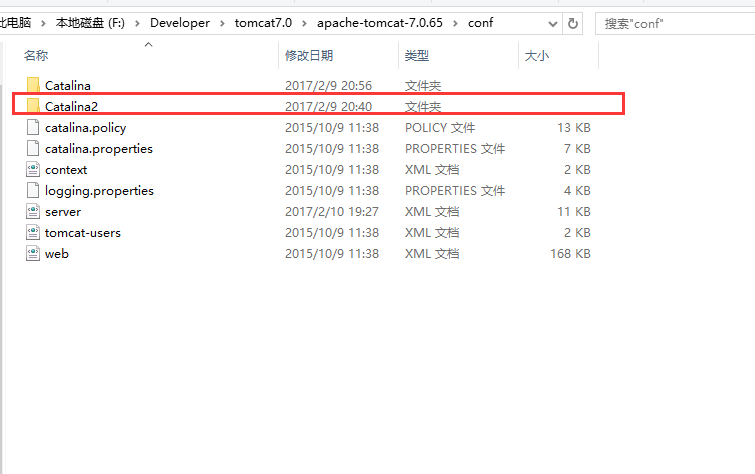 比电脑 › 本地磁盘 (F:) › Developer › tomcat7.0 › apache-tomcat-7.0.65 › conf 搜索"conf"
名称 修改日期 类型 大小
Catalina 2017/2/9 20:56 文件夹
Catalina2 2017/2/9 20:40 文件夹
catalina.policy 2015/10/9 11:38 POLICY 文件 13 KB
catalina.properties 2015/10/9 11:38 PROPERTIES 文件 7 KB
context 2015/10/9 11:38 XML 文档 2 KB
logging.properties 2015/10/9 11:38 PROPERTIES 文件 4 KB
server 2017/2/10 19:27 XML 文档 11 KB
tomcat-users 2015/10/9 11:38 XML 文档 2 KB
web 2015/10/9 11:38 XML 文档 168 KB